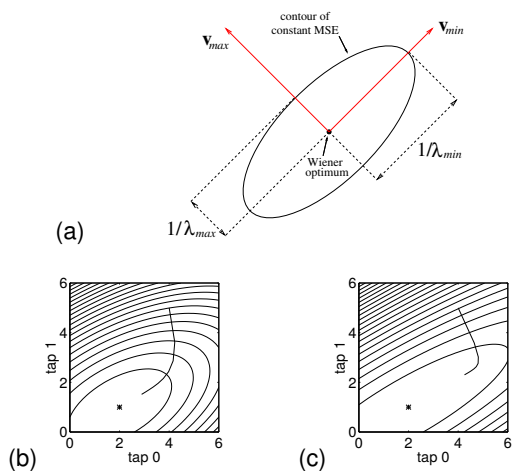 contour of
constant MSE
v_max
v_min
Wiener
optimum
1/λ_min
1/λ_max
(a)
6
4
2
0
tap 1
0 2 4 6
tap 0
(b)
6
4
2
0
tap 1
0 2 4 6
tap 0
(c)